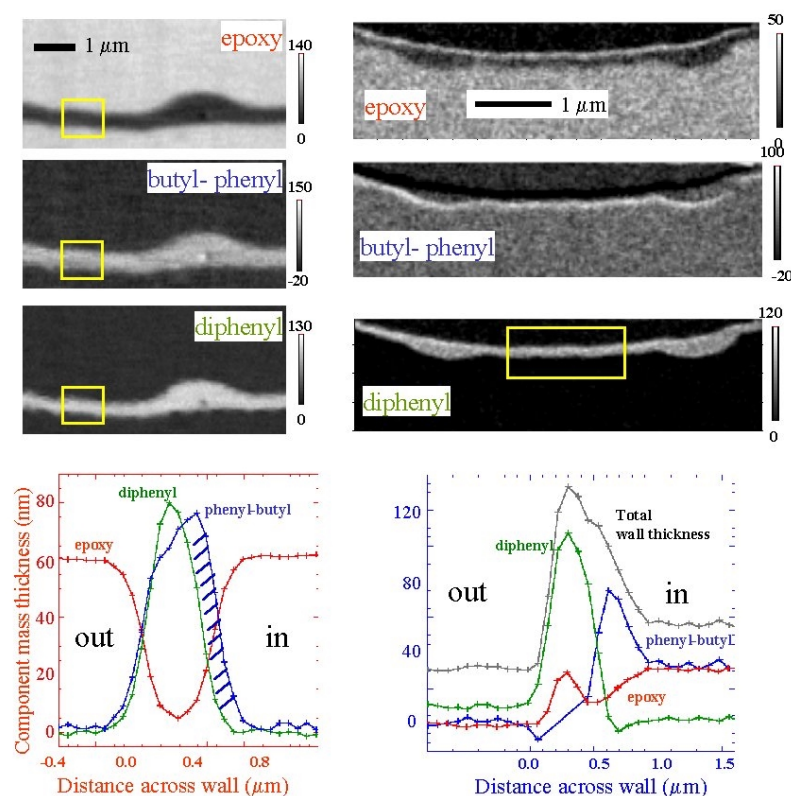 1 µm
epoxy
140
0
butyl- phenyl
150
-20
diphenyl
130
0
50
epoxy
1 µm
0
100
butyl- phenyl
-20
120
diphenyl
0
80
60
40
20
0
Component mass thickness (nm)
diphenyl
phenyl-butyl
epoxy
out
in
-0.4
0.0
0.4
0.8
Distance across wall (µm)
120
80
40
0
Total
wall thickness
diphenyl
out
in
phenyl-butyl
epoxy
0.0
0.5
1.0
1.5
Distance across wall (µm)